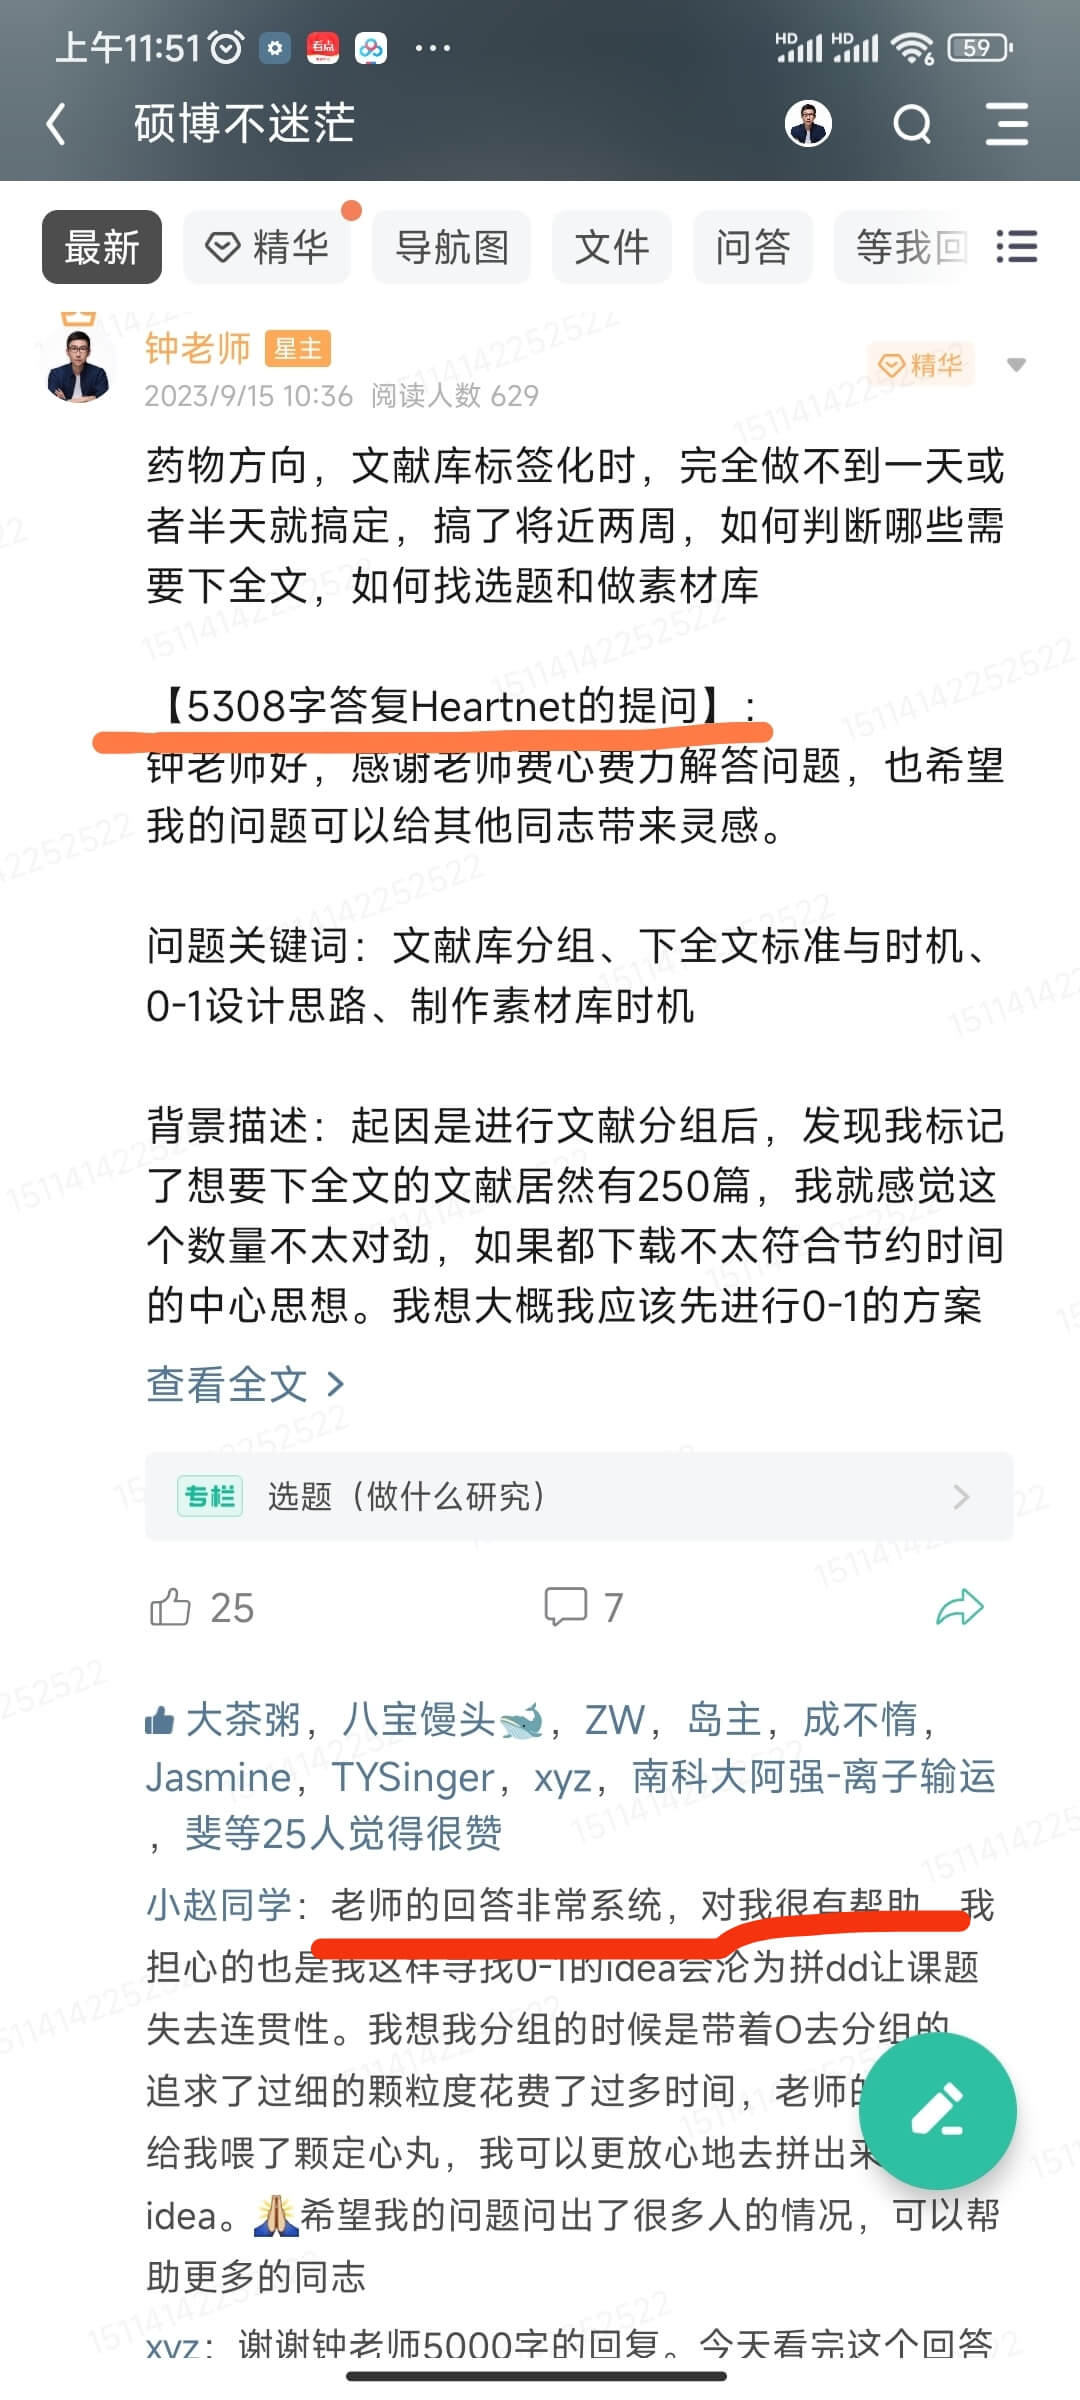 上午11:51 看点 ··· HD HD 6 59
硕博不迷茫
最新 精华 导航图 文件 问答 等我回
钟老师 星主
精华
2023/9/15 10:36 阅读人数 629
药物方向，文献库标签化时，完全做不到一天或
者半天就搞定，搞了将近两周，如何判断哪些需
要下全文，如何找选题和做素材库
【5308字答复Heartnet的提问】：
钟老师好，感谢老师费心费力解答问题，也希望
我的问题可以给其他同志带来灵感。
问题关键词：文献库分组、下全文标准与时机、
0-1设计思路、制作素材库时机
背景描述：起因是进行文献分组后，发现我标记
了想要下全文的文献居然有250篇，我就感觉这
个数量不太对劲，如果都下载不太符合节约时间
的中心思想。我想大概我应该先进行0-1的方案
查看全文 >
专栏 选题（做什么研究）
25 7
大茶粥，八宝馒头🐳，ZW，岛主，成不惰，
Jasmine，TYSinger，xyz，南科大阿强-离子输运
，斐等25人觉得很赞
小赵同学：老师的回答非常系统，对我很有帮助 我
担心的也是我这样寻找0-1的idea会沦为拼dd让课题
失去连贯性。我想我分组的时候是带着O去分组的
追求了过细的颗粒度花费了过多时间，老师的
给我喂了颗定心丸，我可以更放心地去拼出来
idea。🙏希望我的问题问出了很多人的情况，可以帮
助更多的同志
xyz：谢谢钟老师5000字的回复。今天看完这个回答
15114142252522